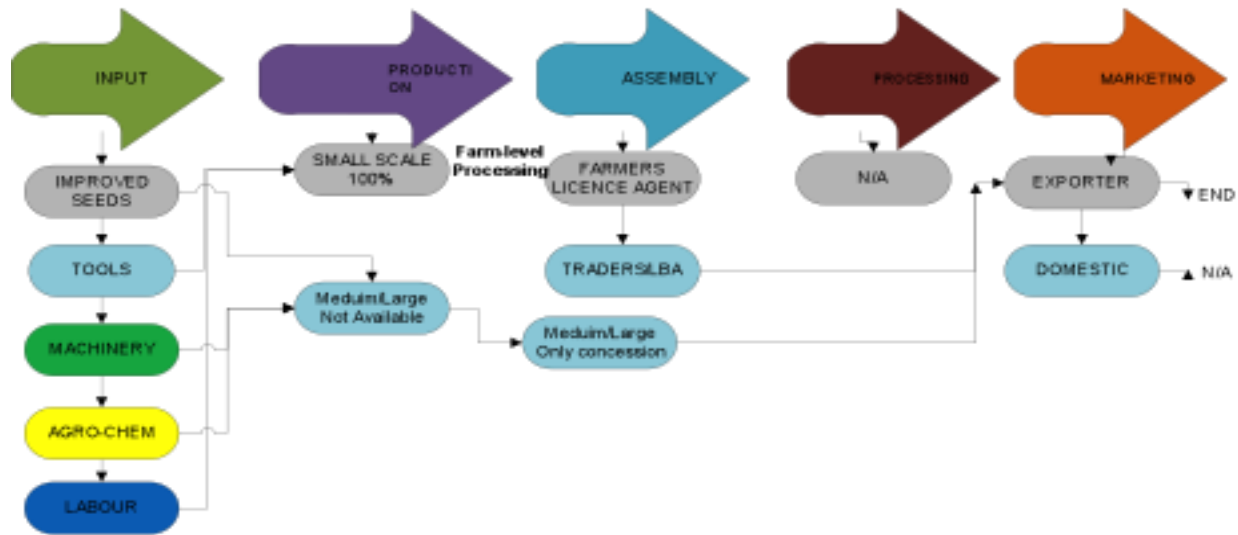 INPUT
PRODUCTI
ON
ASSEMBLY
PROCESSING
MARKETING
IMPROVED
SEEDS
SMALL SCALE
100%
Farm-level
Processing
FARMERS
LICENCE AGENT
N/A
EXPORTER
END
TOOLS
TRADERS/LBA
DOMESTIC
N/A
Meduim/Large
Not Available
MACHINERY
Meduim/Large
Only concession
AGRO-CHEM
LABOUR